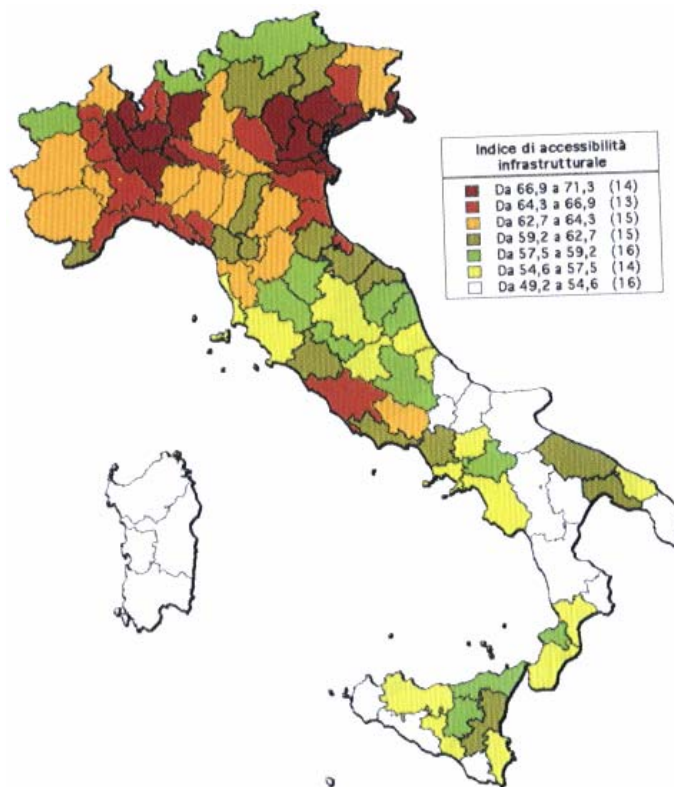 Indice di accessibilità
infrastrutturale
Da 66,9 a 71,3 (14)
Da 64,3 a 66,9 (13)
Da 62,7 a 64,3 (15)
Da 59,2 a 62,7 (15)
Da 57,5 a 59,2 (16)
Da 54,6 a 57,5 (14)
Da 49,2 a 54,6 (16)